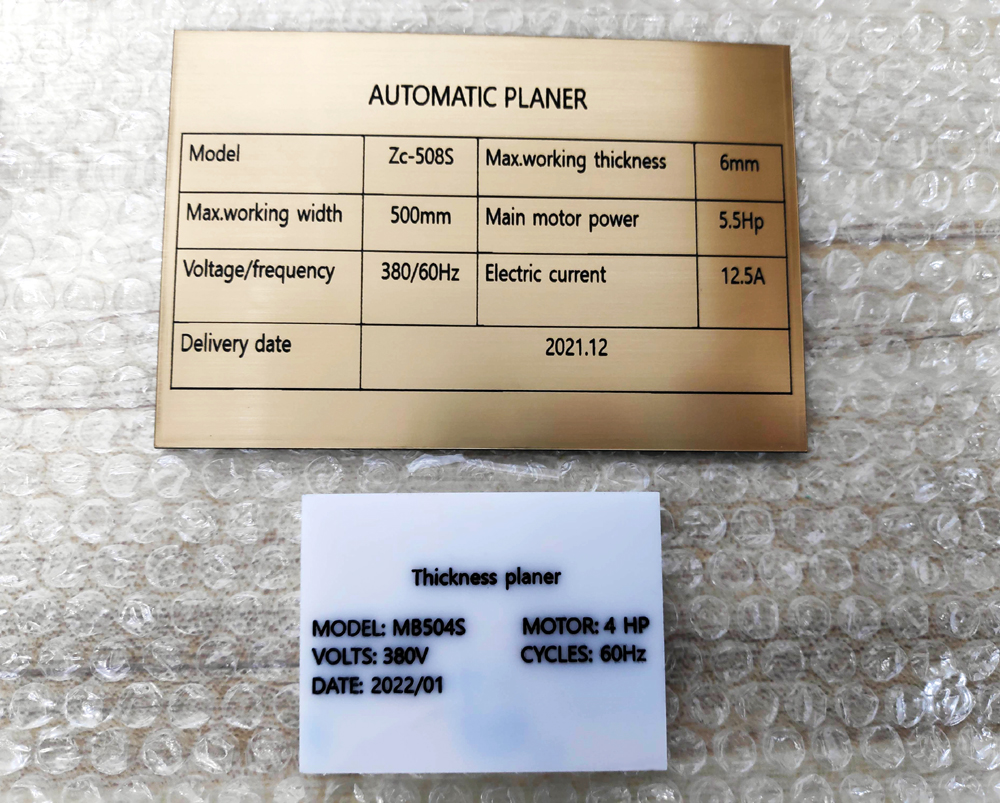 AUTOMATIC PLANER
Model Zc-508S Max.working thickness 6mm
Max.working width 500mm Main motor power 5.5Hp
Voltage/frequency 380/60Hz Electric current 12.5A
Delivery date 2021.12
Thickness planer
MODEL: MB504S MOTOR: 4 HP
VOLTS: 380V CYCLES: 60Hz
DATE: 2022/01